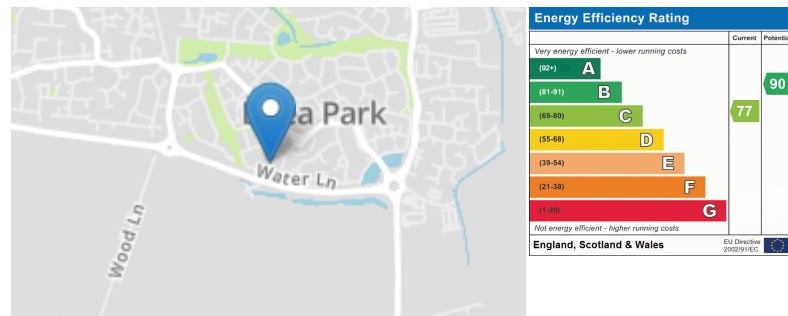 Park
Water Ln
Wood Ln
Energy Efficiency Rating
Current
Very energy efficient - lower running costs
(92+) A
(81-91) B
90
(69-80) C
77
(55-68) D
(39-54) E
(21-38) F
(1-20) G
Not energy efficient - higher running costs
England, Scotland & Wales
EU Directive
2002/91/EC